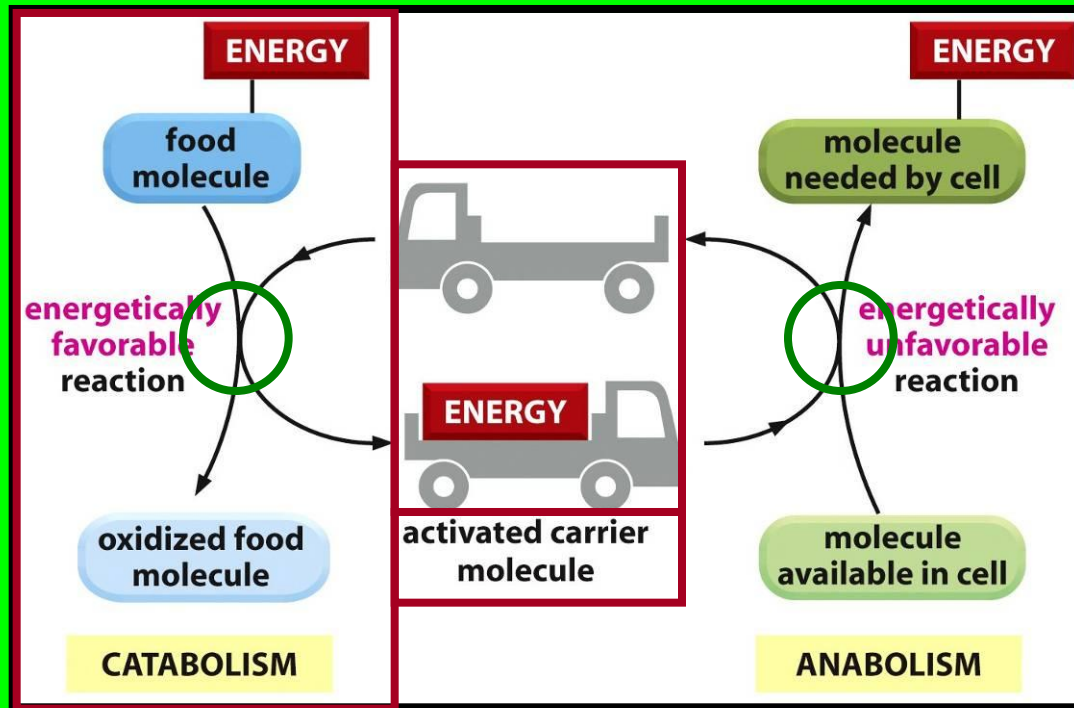 ENERGY
food
molecule
energetically
favorable
reaction
oxidized food
molecule
CATABOLISM
ENERGY
activated carrier
molecule
ENERGY
molecule
needed by cell
energetically
unfavorable
reaction
molecule
available in cell
ANABOLISM